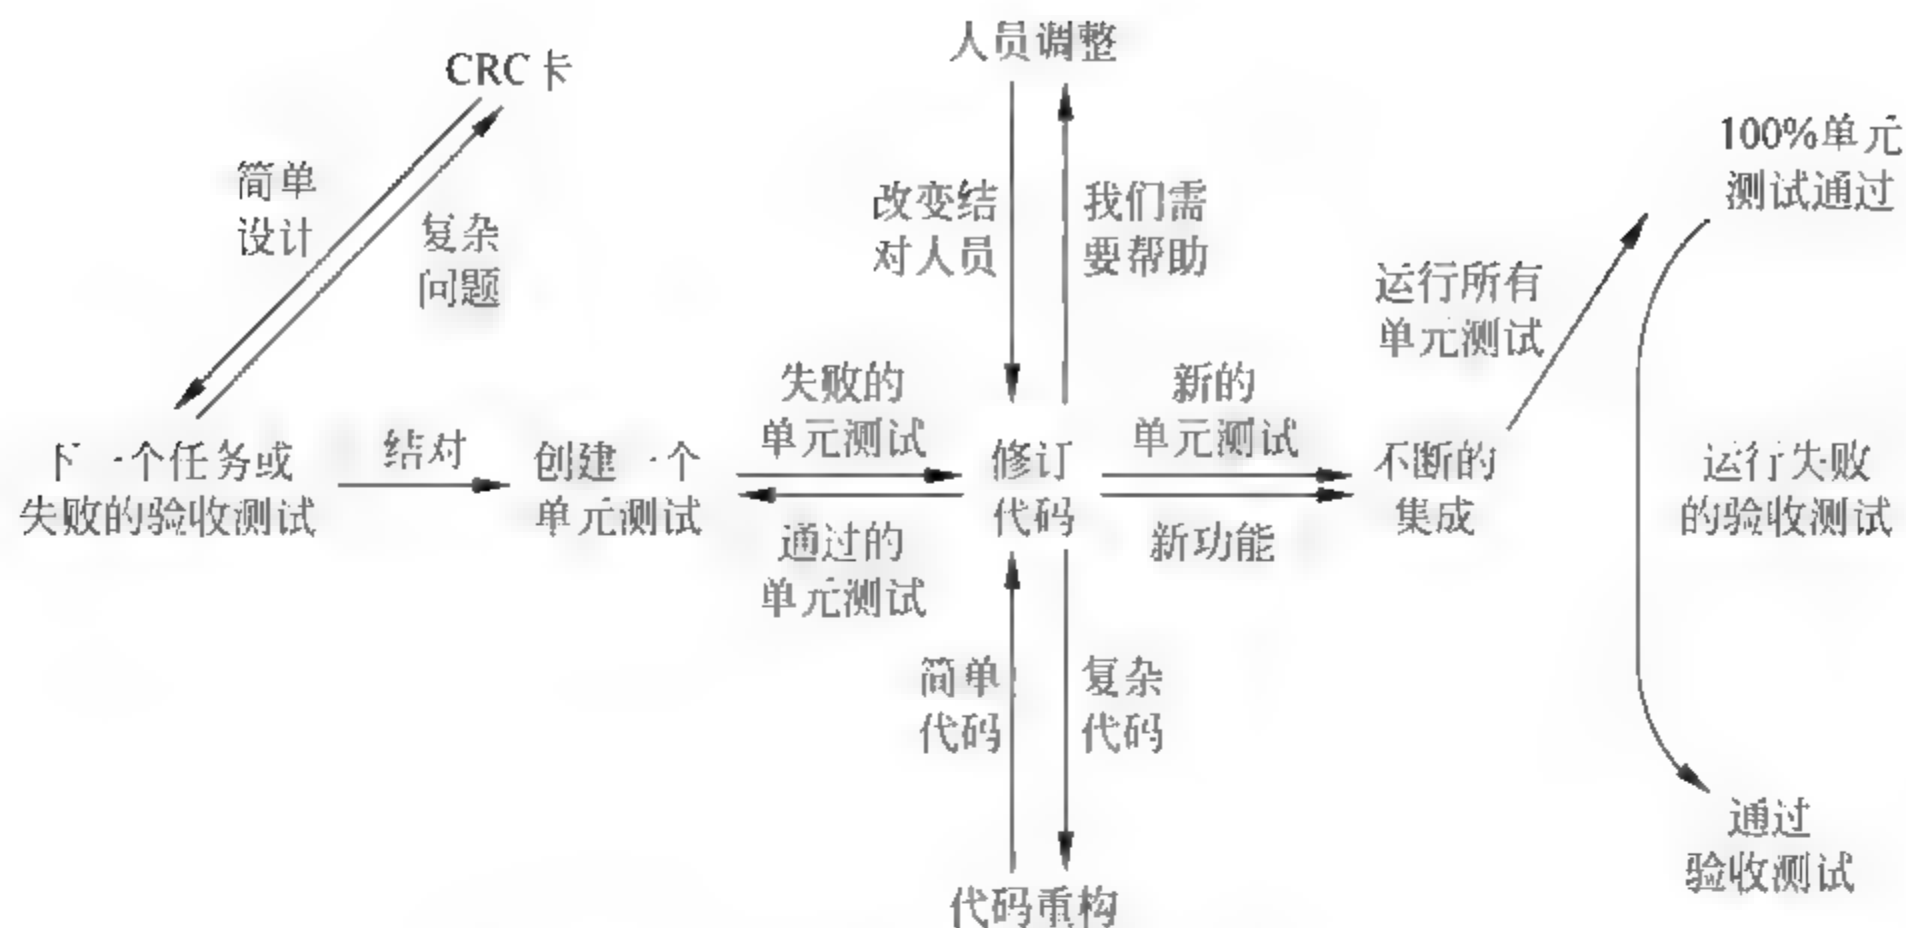 人员调整
CRC 卡
100%单元
测试通过
简单
设计
复杂
问题
改变结
对人员
我们需
要帮助
运行所有
单元测试
失败的
单元测试
新的
单元测试
下一个任务或
失败的验收测试
结对
创建一个
单元测试
修订
代码
不断的
集成
运行失败
的验收测试
通过的
单元测试
新功能
简单
代码
复杂
代码
通过
验收测试
代码重构